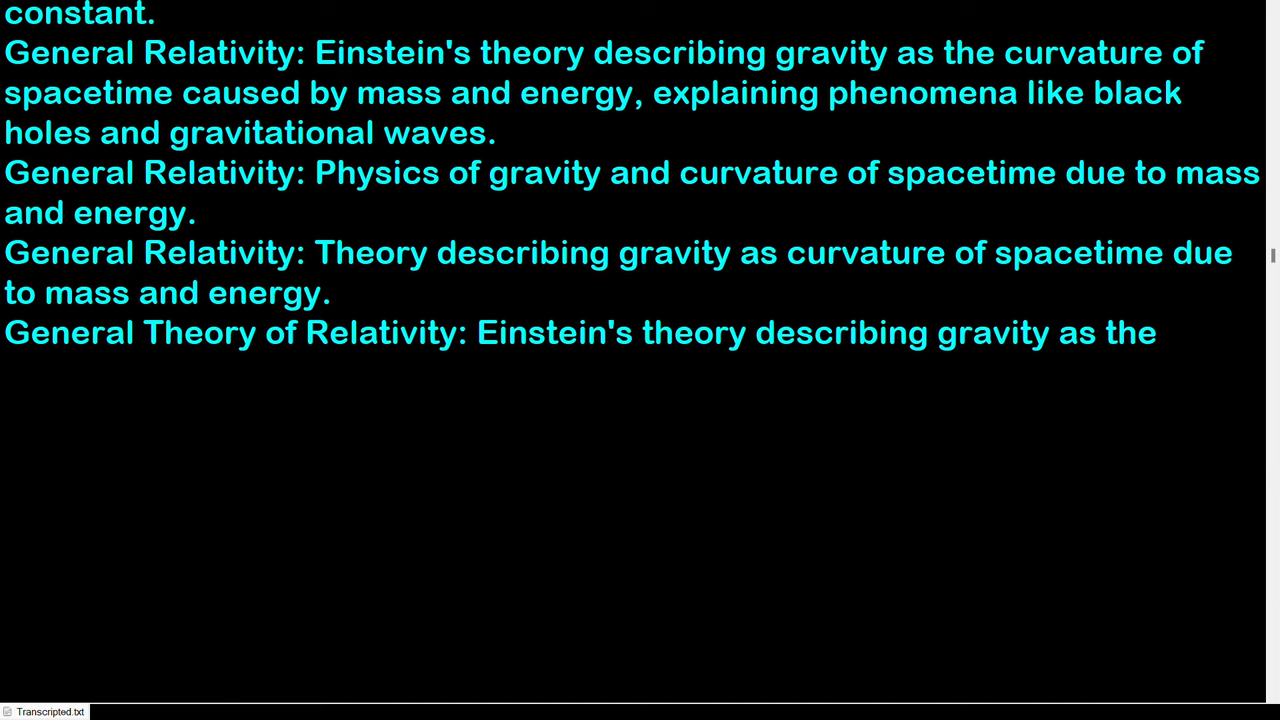 constant.
General Relativity: Einstein's theory describing gravity as the curvature of
spacetime caused by mass and energy, explaining phenomena like black
holes and gravitational waves.
General Relativity: Physics of gravity and curvature of spacetime due to mass
and energy.
General Relativity: Theory describing gravity as curvature of spacetime due
to mass and energy.
General Theory of Relativity: Einstein's theory describing gravity as the
Transcripted.txt